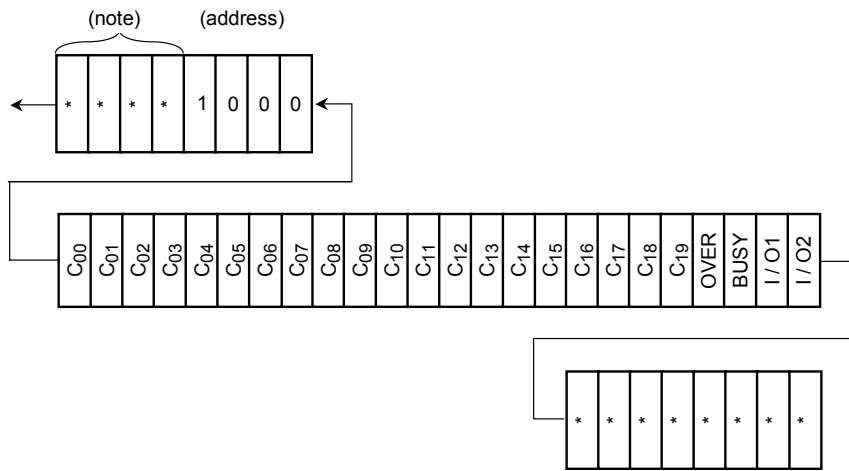 (note) (address)
* * * * 1 0 0 0
C00 C01 C02 C03 C04 C05 C06 C07 C08 C09 C10 C11 C12 C13 C14 C15 C16 C17 C18 C19 OVER BUSY I / O1 I / O2
* * * * * * * *